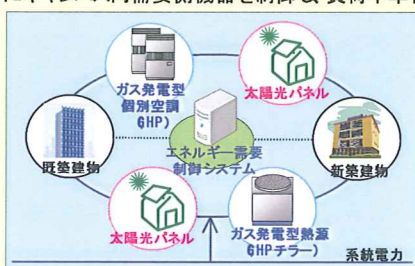 ガス発電型
個別空調
GHP)
太陽光パネル
既築建物
エネルギー需要
制御システム
新築建物
太陽光パネル
ガス発電型熱源
GHPチラー)
系統電力